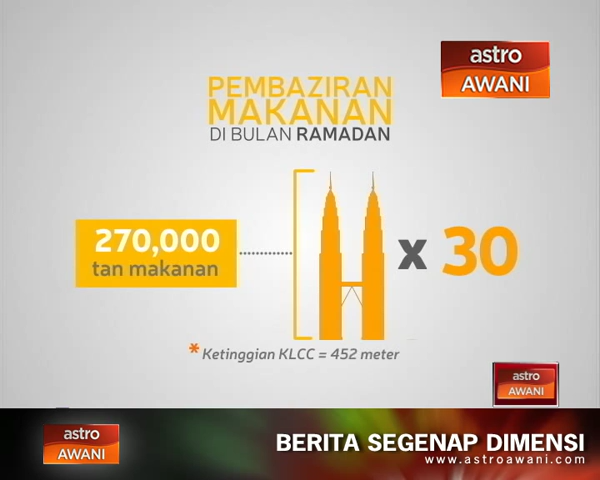 astro
AWANI
PEMBAZIRAN
MAKANAN
DI BULAN RAMADAN
270,000
tan makanan
x 30
* Ketinggian KLCC = 452 meter
astro
AWANI
astro
AWANI
BERITA SEGENAP DIMENSI
www.astroawani.com